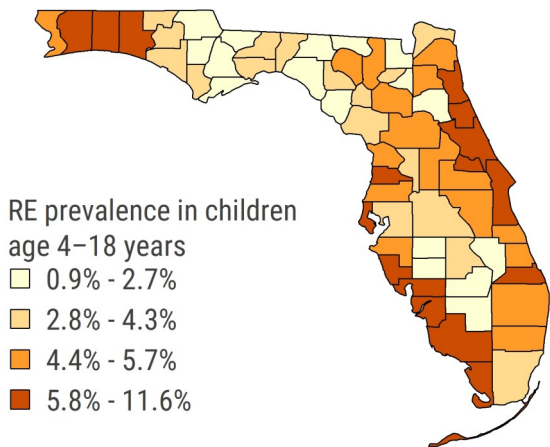 RE prevalence in children
age 4–18 years
0.9% - 2.7%
2.8% - 4.3%
4.4% - 5.7%
5.8% - 11.6%